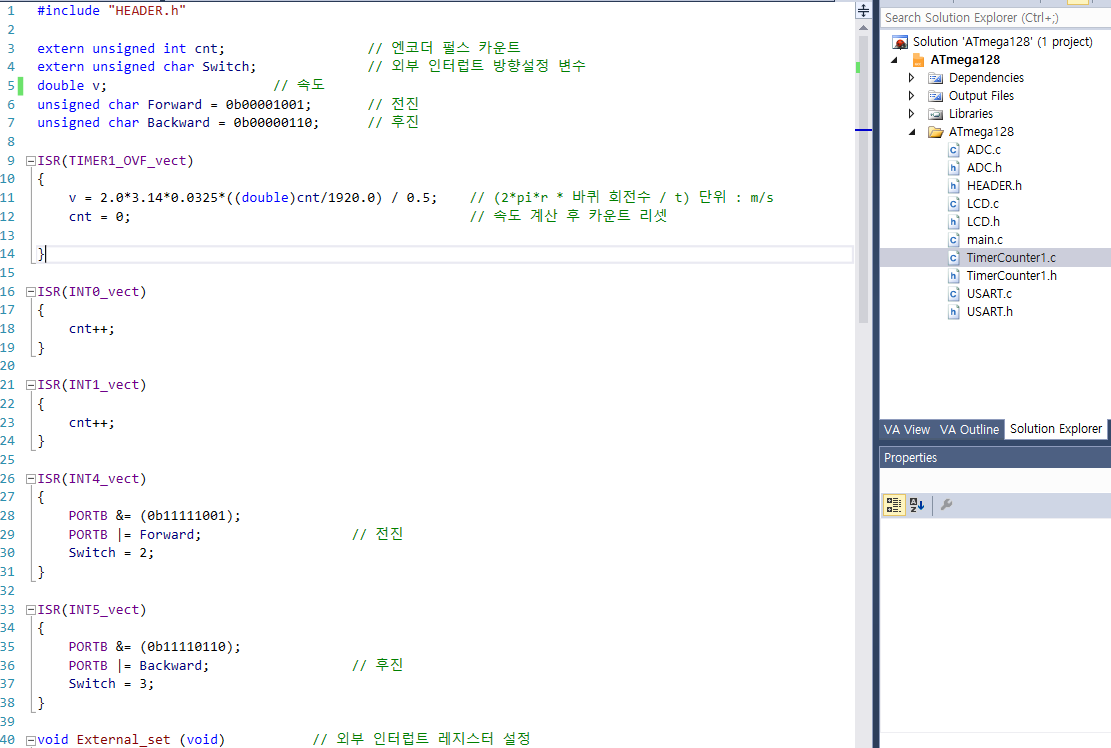 1 #include "HEADER.h"
2
3 extern unsigned int cnt; // 엔코더 펄스 카운트
4 extern unsigned char Switch; // 외부 인터럽트 방향설정 변수
5 double v; // 속도
6 unsigned char Forward = 0b00001001; // 전진
7 unsigned char Backward = 0b00000110; // 후진
8
9 ISR(TIMER1_OVF_vect)
10 {
11 v = 2.0*3.14*0.0325*((double)cnt/1920.0) / 0.5; // (2*pi*r * 바퀴 회전수 / t) 단위 : m/s
12 cnt = 0; // 속도 계산 후 카운트 리셋
13
14 }
15
16 ISR(INT0_vect)
17 {
18 cnt++;
19 }
20
21 ISR(INT1_vect)
22 {
23 cnt++;
24 }
25
26 ISR(INT4_vect)
27 {
28 PORTB &= (0b11111001);
29 PORTB |= Forward; // 전진
30 Switch = 2;
31 }
32
33 ISR(INT5_vect)
34 {
35 PORTB &= (0b11110110);
36 PORTB |= Backward; // 후진
37 Switch = 3;
38 }
39
40 void External_set (void) // 외부 인터럽트 레지스터 설정
Search Solution Explorer (Ctrl+;)
Solution 'ATmega128' (1 project)
ATmega128
Dependencies
Output Files
Libraries
ATmega128
ADC.c
ADC.h
HEADER.h
LCD.c
LCD.h
main.c
TimerCounter1.c
TimerCounter1.h
USART.c
USART.h
VA View VA Outline Solution Explorer
Properties